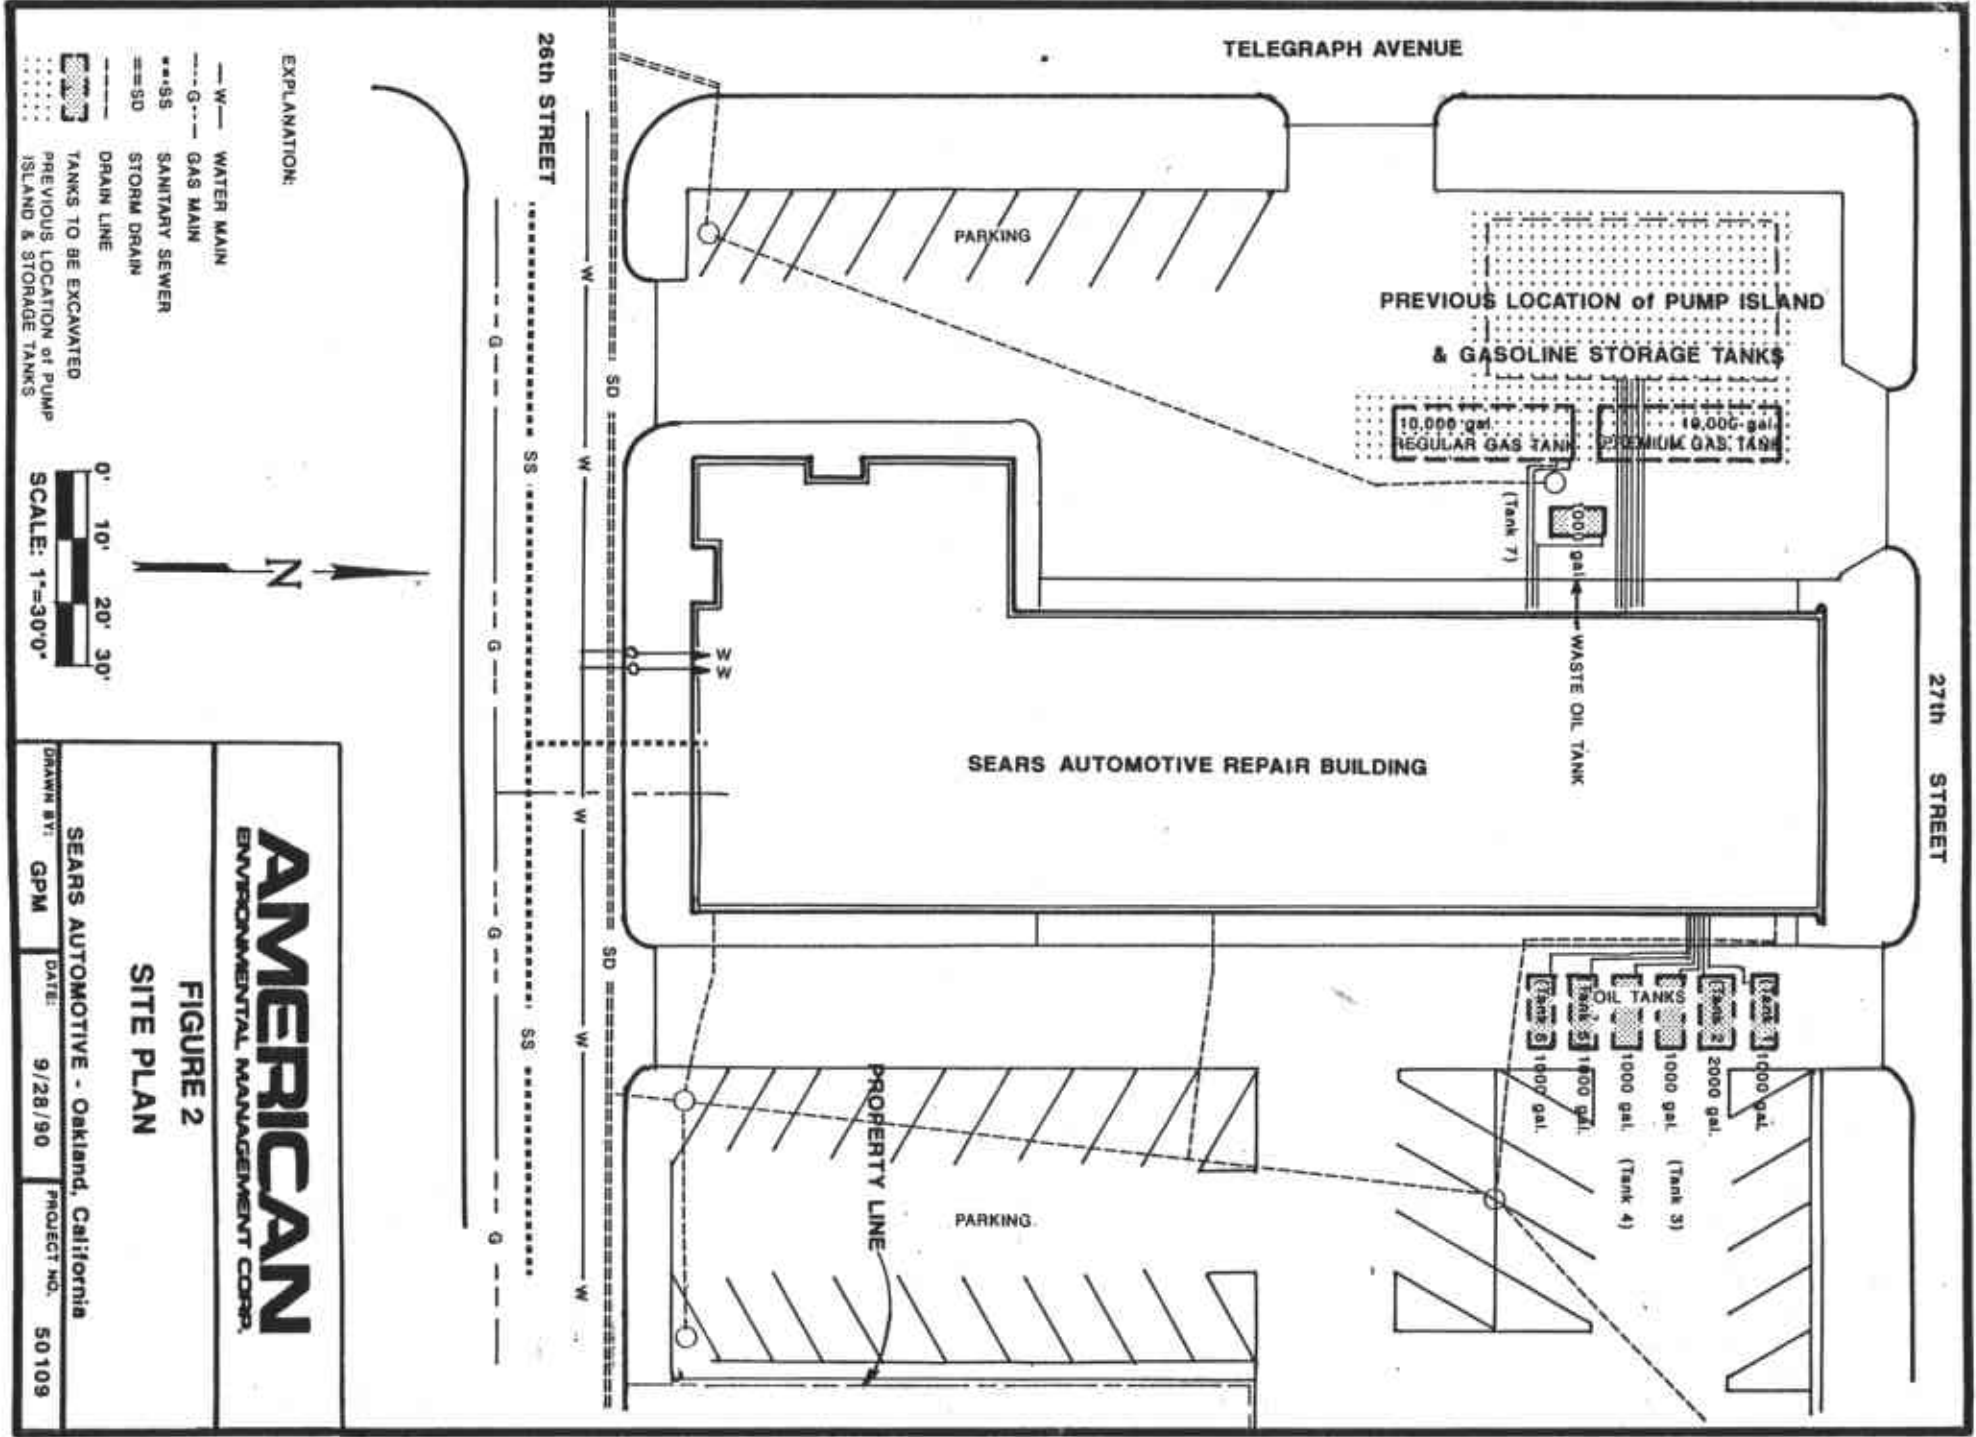 TELEGRAPH AVENUE
26th STREET
27th STREET
PARKING
PREVIOUS LOCATION of PUMP ISLAND
& GASOLINE STORAGE TANKS
10,000 gal.
REGULAR GAS TANK
10,000 gal.
PREMIUM GAS TANK
(Tank 7)
1000 gal.
WASTE OIL TANK
SEARS AUTOMOTIVE REPAIR BUILDING
W
W
W
W
W
W
W
W
SD
SD
SS
SS
G
G
G
G
OIL TANKS
(Tank 1)
1000 gal.
(Tank 2
2000 gal.
1000 gal. (Tank 3)
1000 gal. (Tank 4)
1000 gal.
1000 gal.
PROPERTY LINE
PARKING
EXPLANATION:
W WATER MAIN
G GAS MAIN
SS SANITARY SEWER
SD STORM DRAIN
DRAIN LINE
TANKS TO BE EXCAVATED
PREVIOUS LOCATION of PUMP
ISLAND & STORAGE TANKS
N
0' 10' 20' 30'
SCALE: 1"=30'0"
AMERICAN
ENVIRONMENTAL MANAGEMENT CORP.
FIGURE 2
SITE PLAN
SEARS AUTOMOTIVE - Oakland, California
DRAWN BY: GPM
DATE: 9/28/90
PROJECT NO. 50109